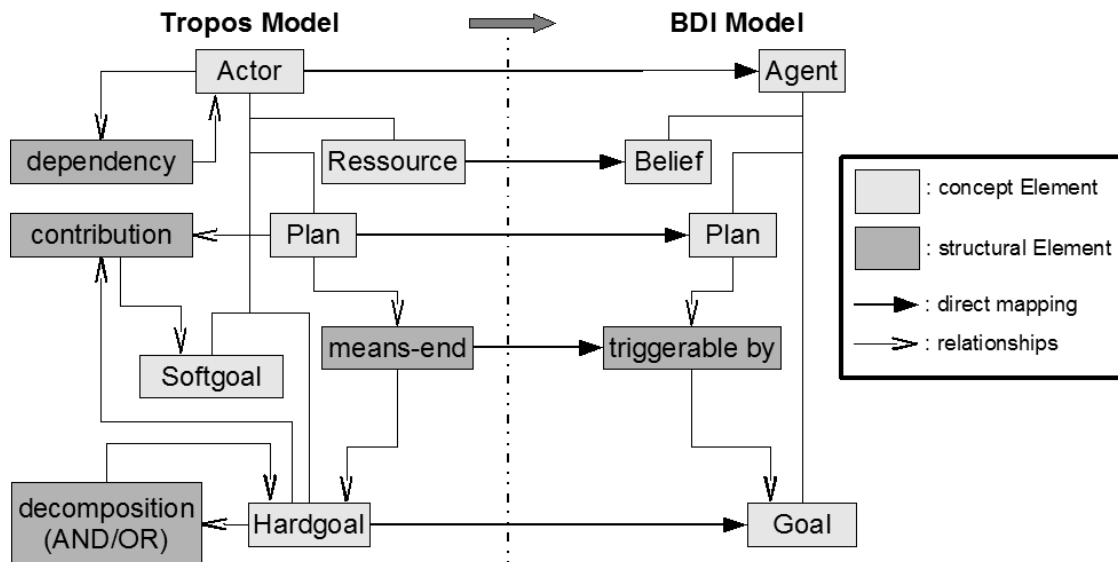 Tropos Model
BDI Model
Actor
Agent
dependency
Ressource
Belief
contribution
Plan
Plan
means-end
triggerable by
Softgoal
decomposition
(AND/OR)
Hardgoal
Goal
: concept Element
: structural Element
: direct mapping
: relationships